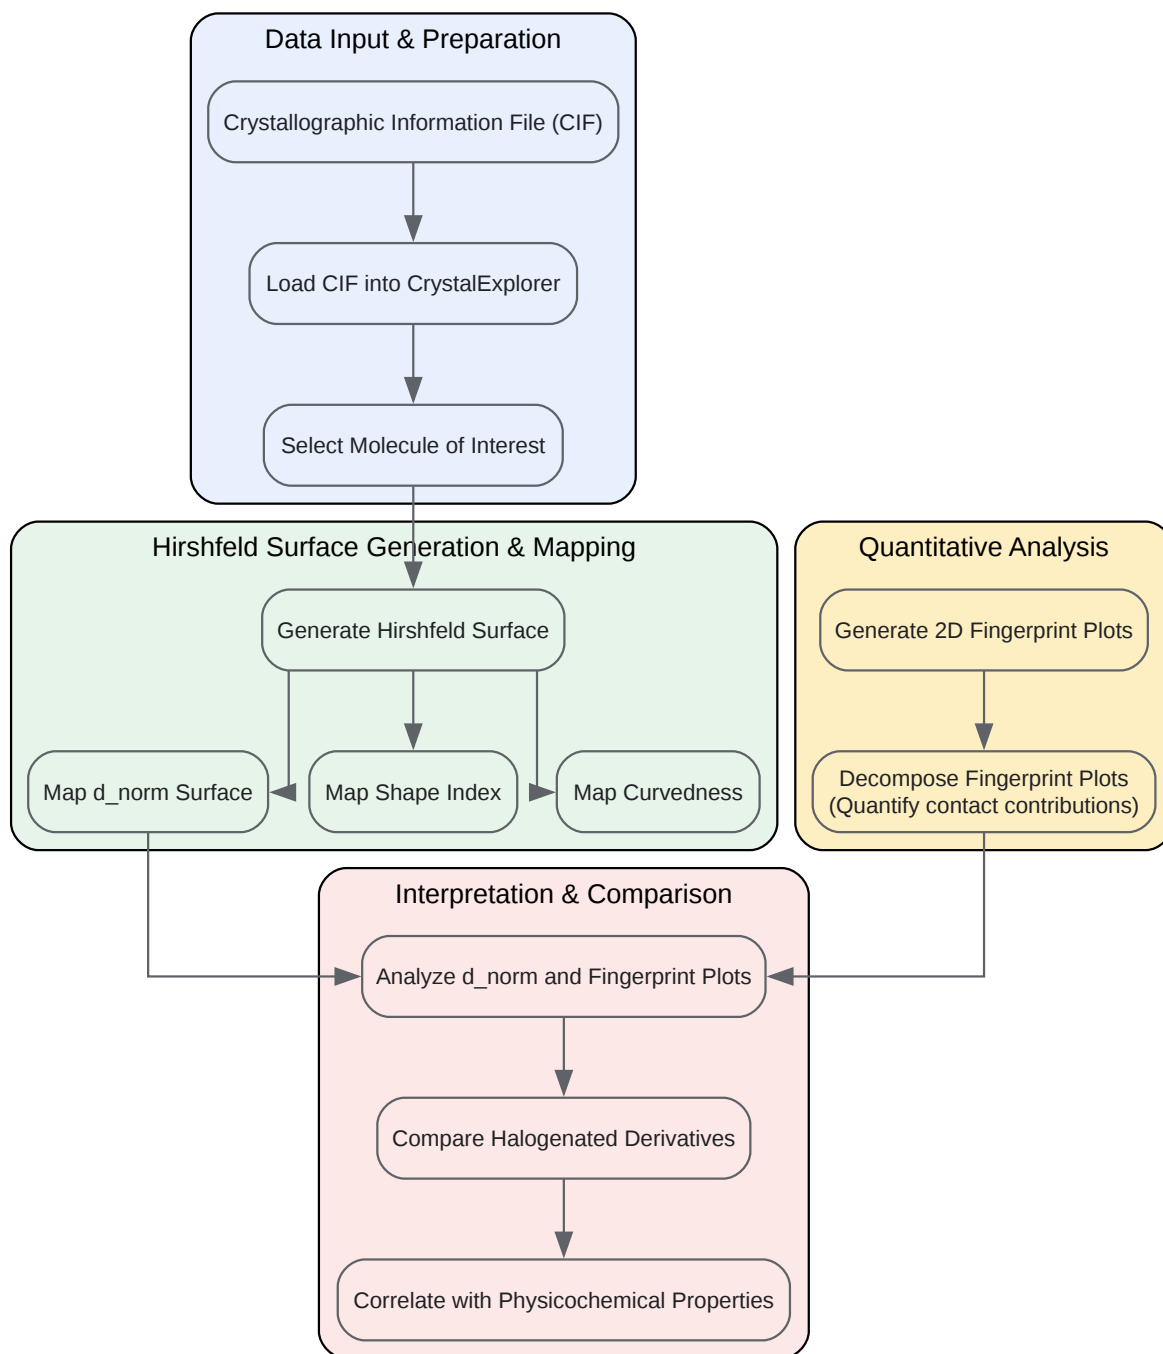 Data Input & Preparation
Crystallographic Information File (CIF)
Load CIF into CrystalExplorer
Select Molecule of Interest
Hirshfeld Surface Generation & Mapping
Generate Hirshfeld Surface
Map d_norm Surface
Map Shape Index
Map Curvedness
Quantitative Analysis
Generate 2D Fingerprint Plots
Decompose Fingerprint Plots
(Quantify contact contributions)
Interpretation & Comparison
Analyze d_norm and Fingerprint Plots
Compare Halogenated Derivatives
Correlate with Physicochemical Properties